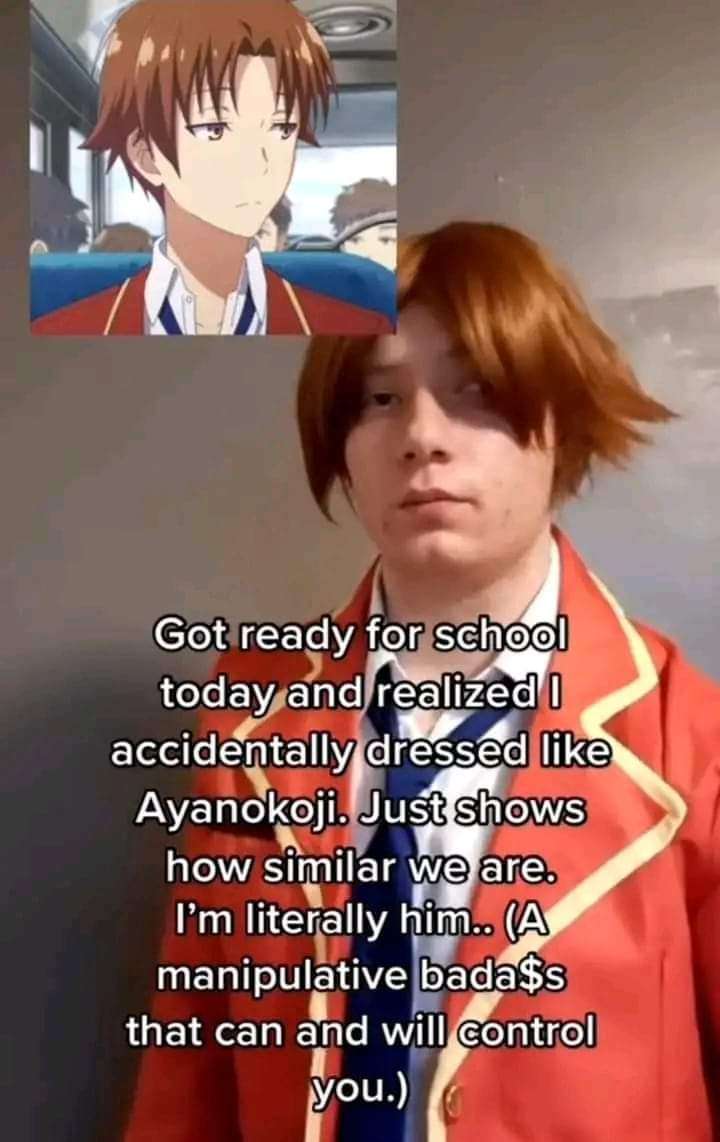 Got ready for school
today and realized I
accidentally dressed like
Ayanokoji. Just shows
how similar we are.
I'm literally him.. (A
manipulative bada$s
that can and will control
you.)